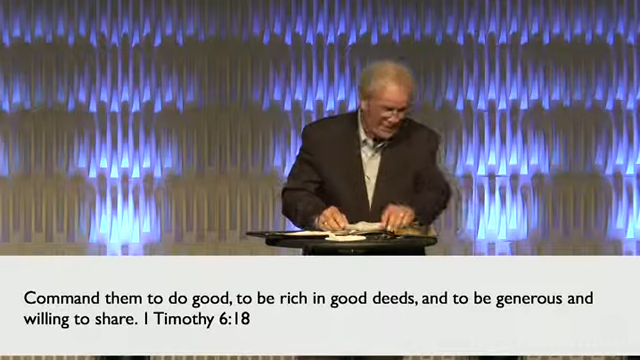 Command them to do good, to be rich in good deeds, and to be generous and
willing to share. 1 Timothy 6:18